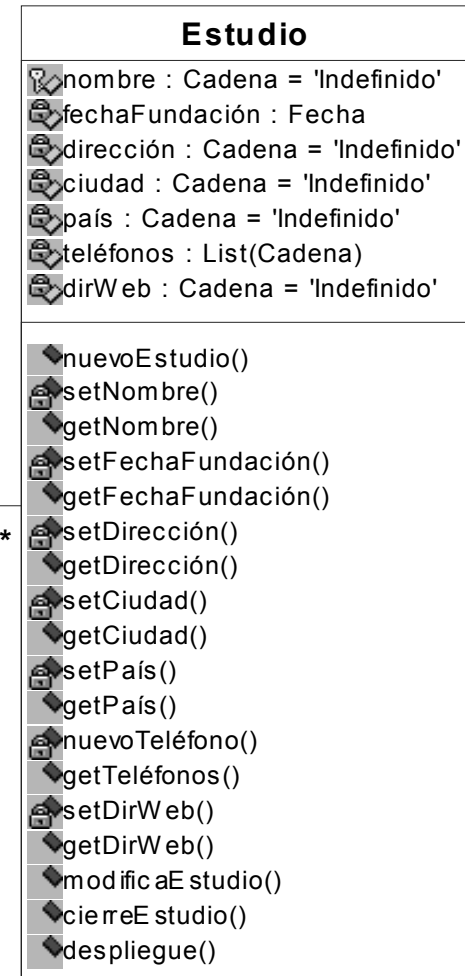 Estudio
nombre : Cadena = 'Indefinido'
fechaFundación : Fecha
dirección : Cadena = 'Indefinido'
ciudad : Cadena = 'Indefinido'
país : Cadena = 'Indefinido'
teléfonos : List(Cadena)
dirWeb : Cadena = 'Indefinido'
nuevoEstudio()
setNombre()
getNombre()
setFechaFundación()
getFechaFundación()
*
setDirección()
getDirección()
setCiudad()
getCiudad()
setPaís()
getPaís()
nuevoTeléfono()
getTeléfonos()
setDirWeb()
getDirWeb()
modificaEstudio()
cierreEstudio()
despliegue()